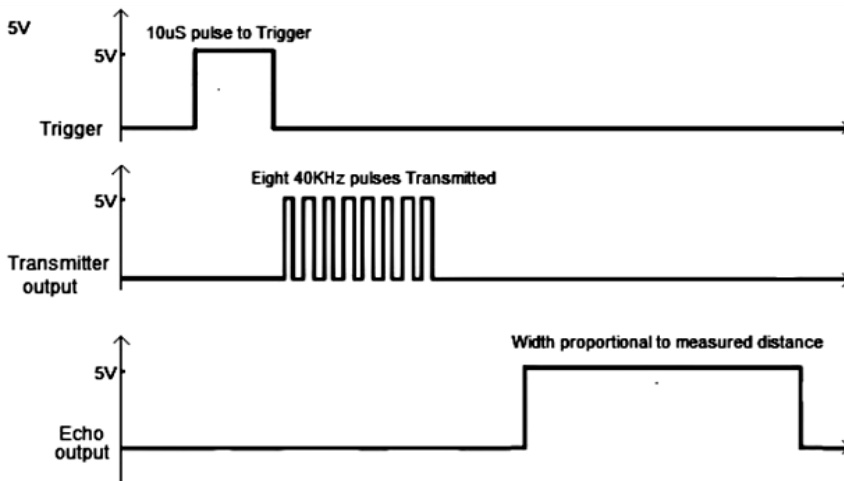 5V
10uS pulse to Trigger
5V
Trigger
Eight 40KHz pulses Transmitted
5V
Transmitter
output
Width proportional to measured distance
5V
Echo
output